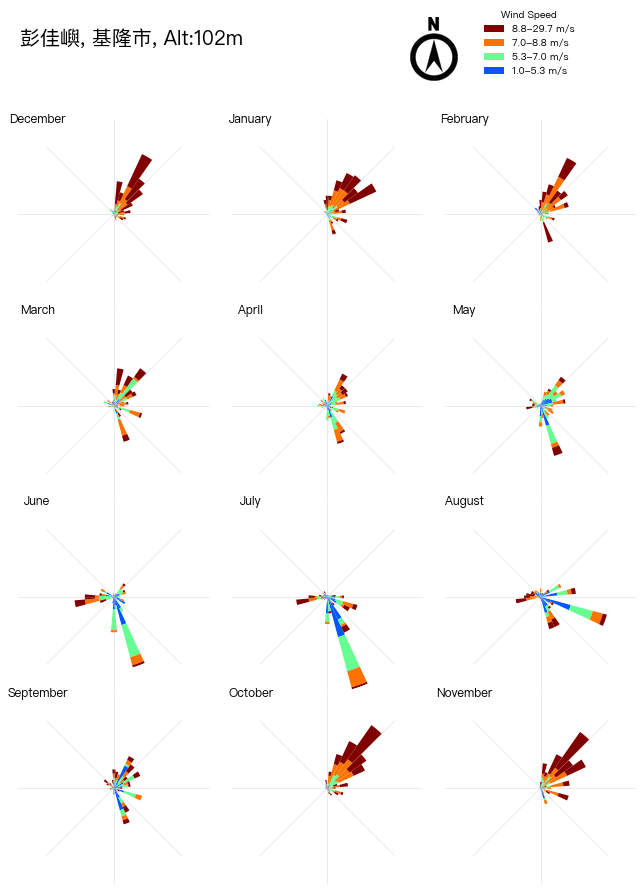 彭佳嶼, 基隆市, Alt:102m
N
Wind Speed
8.8–29.7 m/s
7.0–8.8 m/s
5.3–7.0 m/s
1.0–5.3 m/s
December
January
February
March
April
May
June
July
August
September
October
November